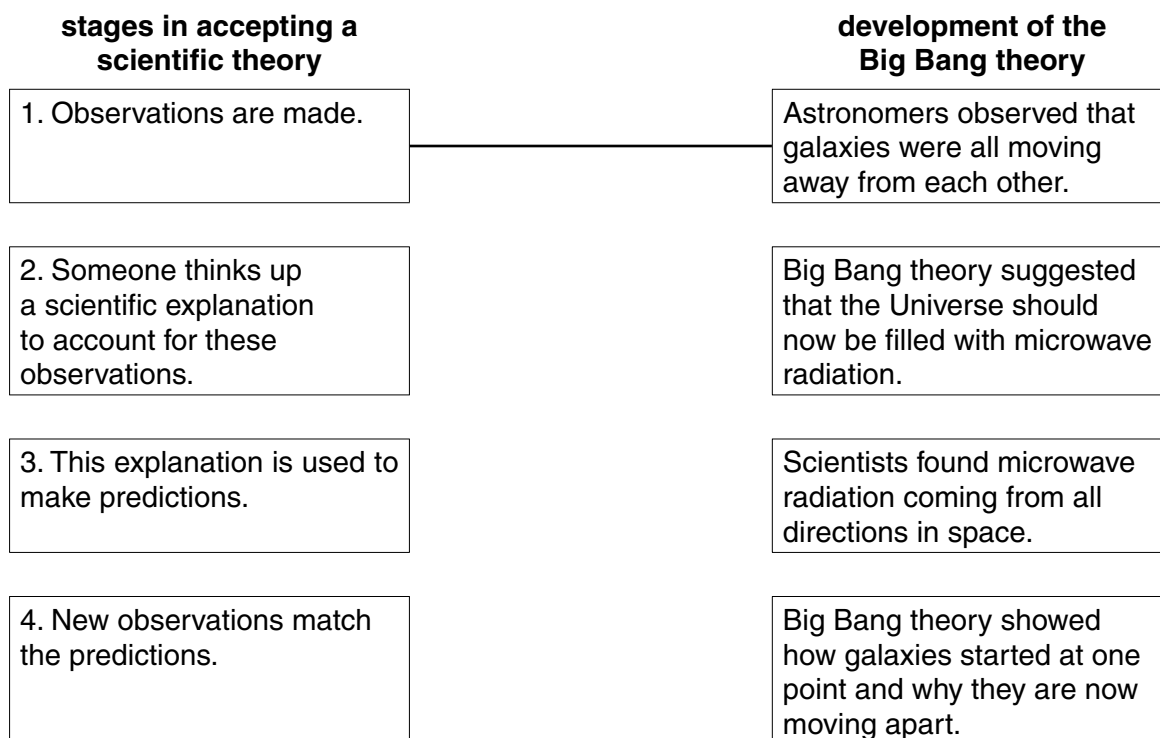 stages in accepting a
scientific theory
development of the
Big Bang theory
1. Observations are made.
Astronomers observed that
galaxies were all moving
away from each other.
2. Someone thinks up
a scientific explanation
to account for these
observations.
Big Bang theory suggested
that the Universe should
now be filled with microwave
radiation.
3. This explanation is used to
make predictions.
Scientists found microwave
radiation coming from all
directions in space.
4. New observations match
the predictions.
Big Bang theory showed
how galaxies started at one
point and why they are now
moving apart.